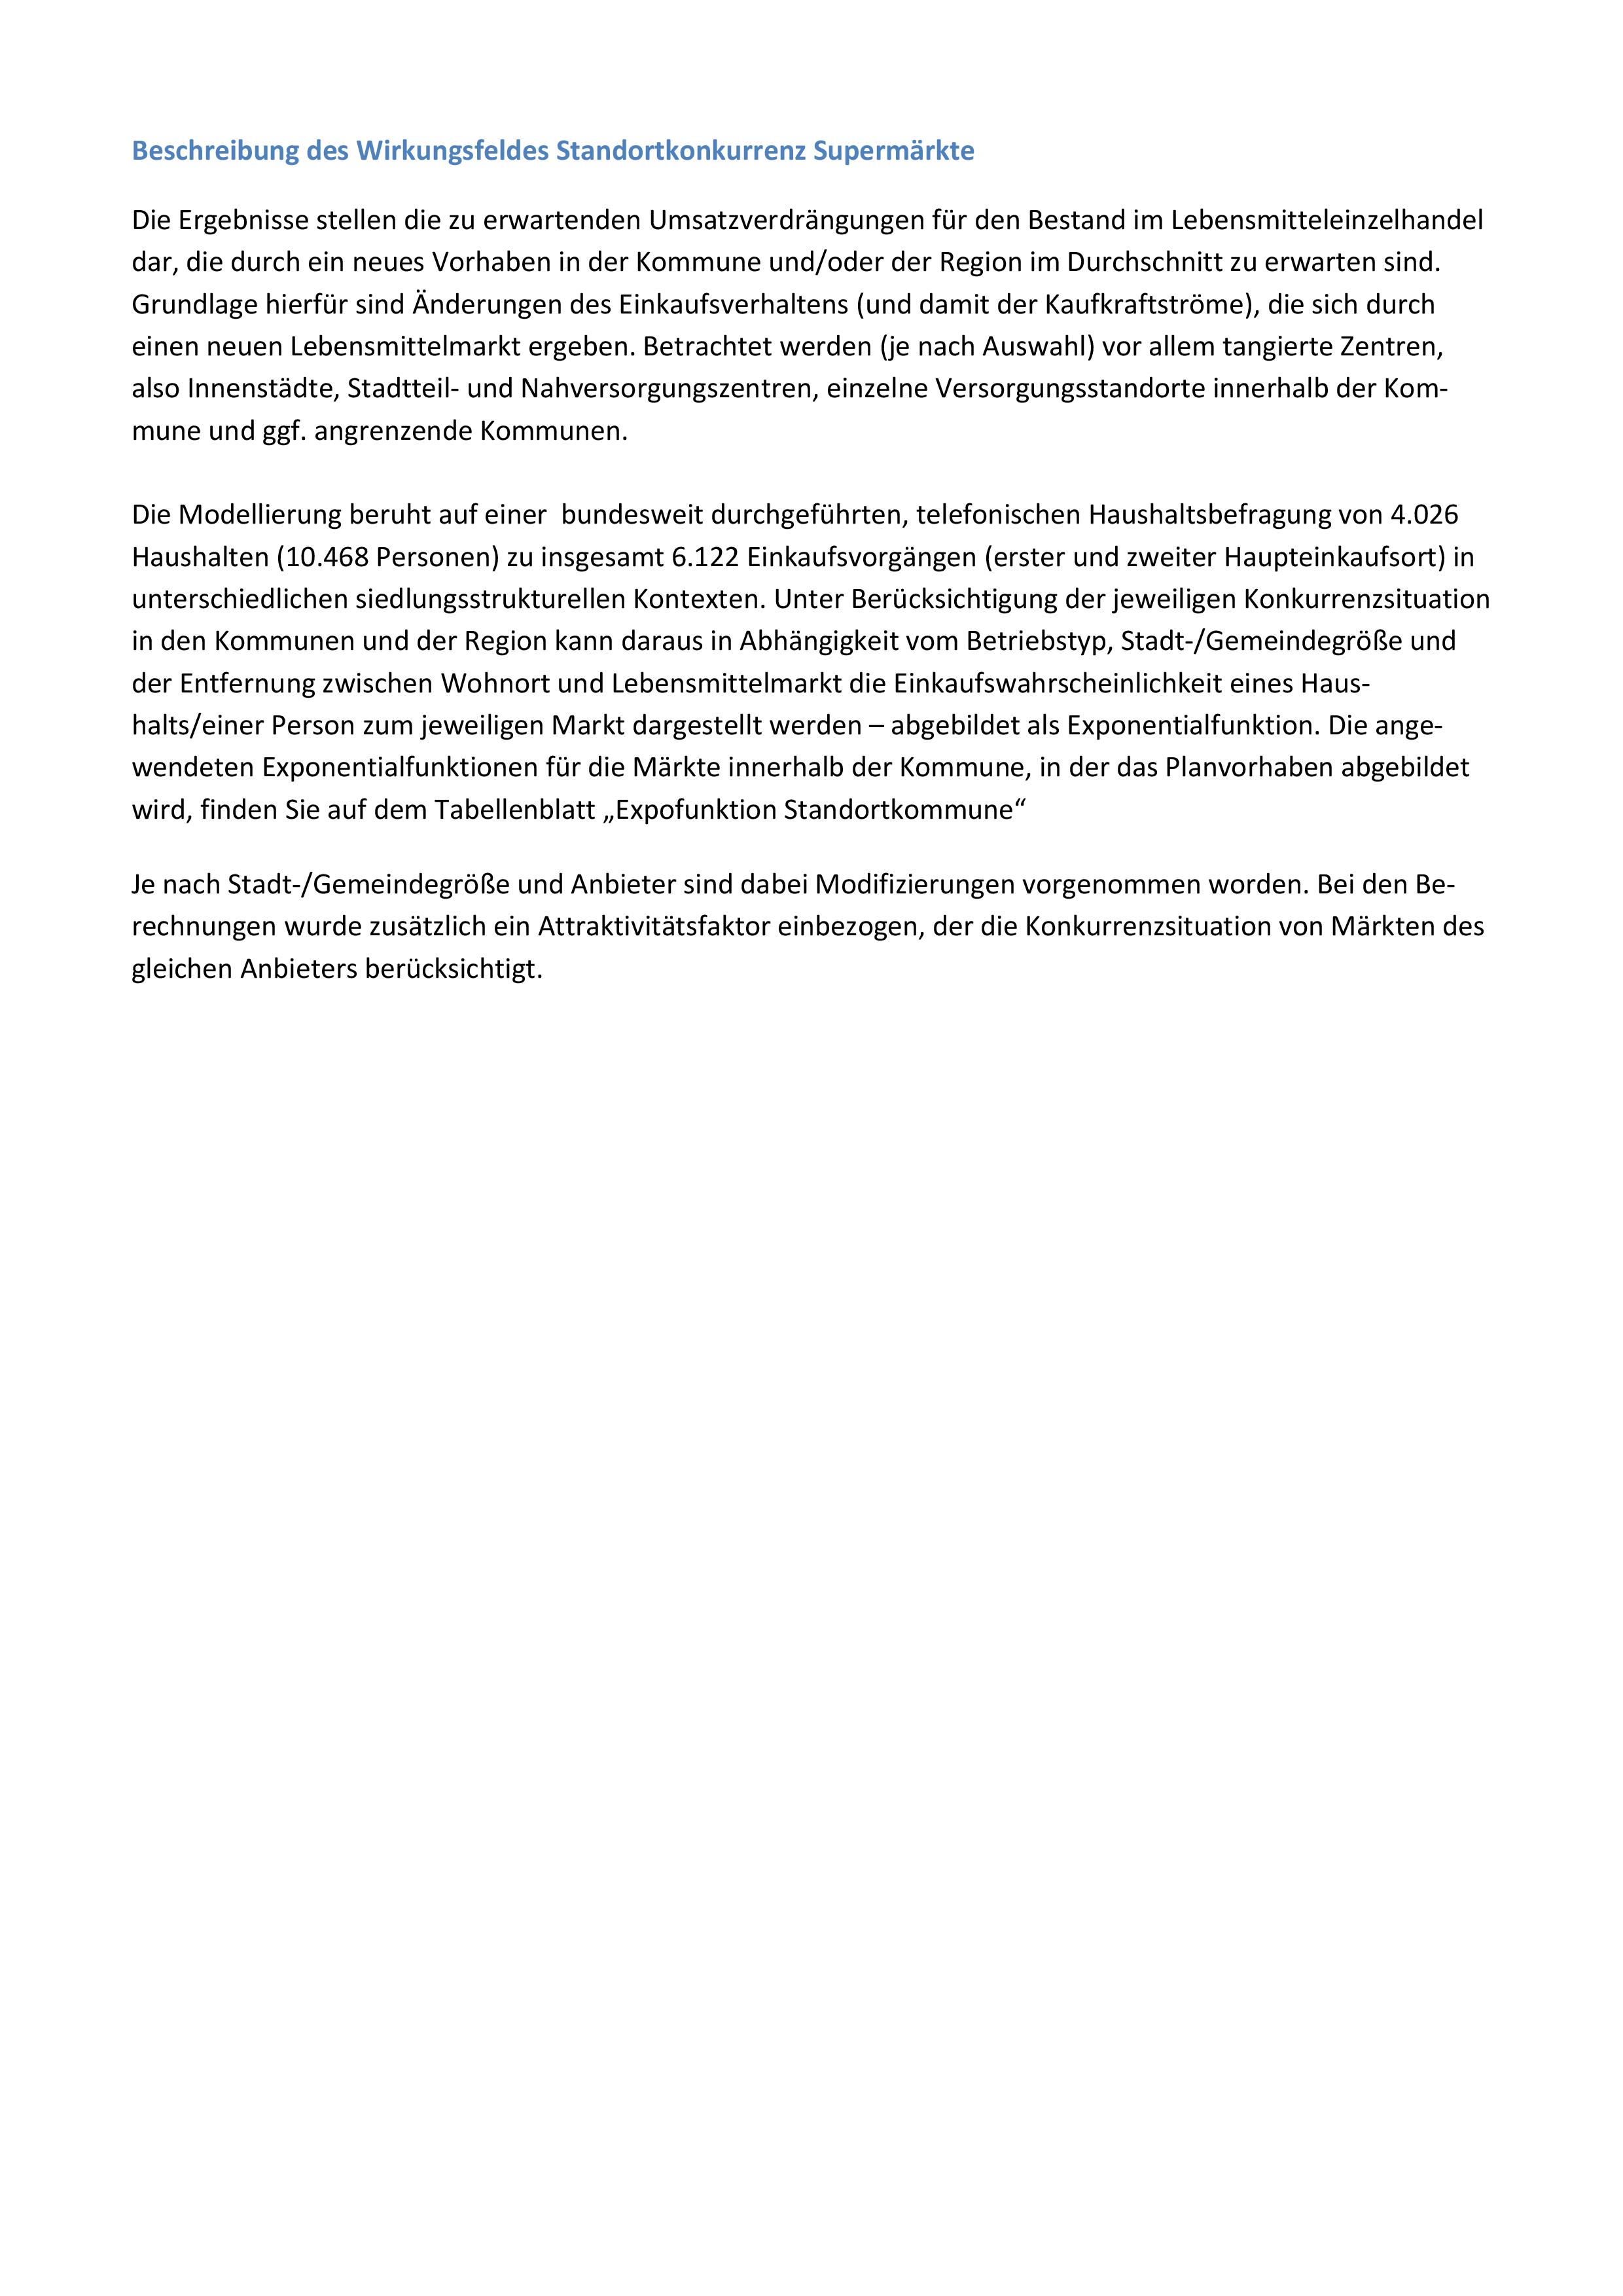 Beschreibung des Wirkungsfeldes Standortkonkurrenz Supermärkte
Die Ergebnisse stellen die zu erwartenden Umsatzverdrängungen für den Bestand im Lebensmitteleinzelhandel
dar, die durch ein neues Vorhaben in der Kommune und/oder der Region im Durchschnitt zu erwarten sind.
Grundlage hierfür sind Änderungen des Einkaufsverhaltens (und damit der Kaufkraftströme), die sich durch
einen neuen Lebensmittelmarkt ergeben. Betrachtet werden (je nach Auswahl) vor allem tangierte Zentren,
also Innenstädte, Stadtteil- und Nahversorgungszentren, einzelne Versorgungsstandorte innerhalb der Kom-
mune und ggf. angrenzende Kommunen.
Die Modellierung beruht auf einer  bundesweit durchgeführten, telefonischen Haushaltsbefragung von 4.026
Haushalten (10.468 Personen) zu insgesamt 6.122 Einkaufsvorgängen (erster und zweiter Haupteinkaufsort) in
unterschiedlichen siedlungsstrukturellen Kontexten. Unter Berücksichtigung der jeweiligen Konkurrenzsituation
in den Kommunen und der Region kann daraus in Abhängigkeit vom Betriebstyp, Stadt-/Gemeindegröße und
der Entfernung zwischen Wohnort und Lebensmittelmarkt die Einkaufswahrscheinlichkeit eines Haus-
halts/einer Person zum jeweiligen Markt dargestellt werden – abgebildet als Exponentialfunktion. Die ange-
wendeten Exponentialfunktionen für die Märkte innerhalb der Kommune, in der das Planvorhaben abgebildet
wird, finden Sie auf dem Tabellenblatt „Expofunktion Standortkommune“
Je nach Stadt-/Gemeindegröße und Anbieter sind dabei Modifizierungen vorgenommen worden. Bei den Be-
rechnungen wurde zusätzlich ein Attraktivitätsfaktor einbezogen, der die Konkurrenzsituation von Märkten des
gleichen Anbieters berücksichtigt.